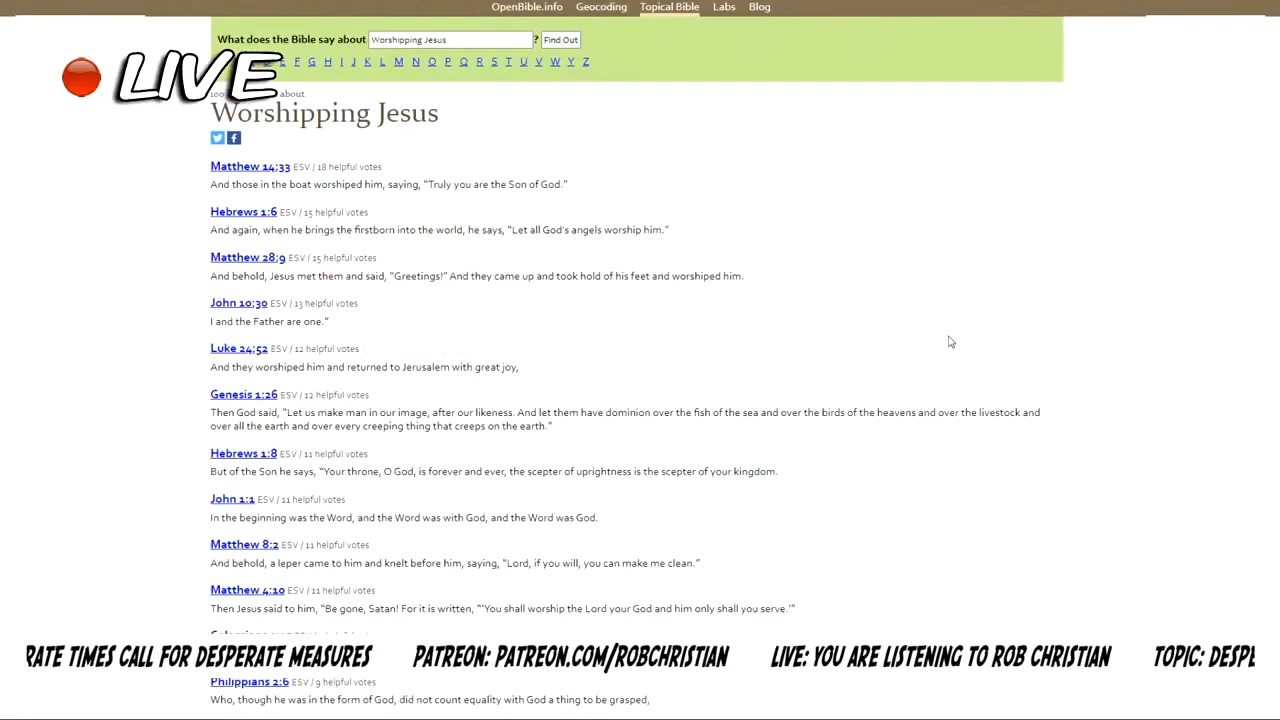 OpenBible.info Geocoding Topical Bible Labs Blog
What does the Bible say about Worshipping Jesus ? Find Out
E F G H I J K L M N O P Q R S T U V W Y Z
LIVE
100 about
Worshipping Jesus
Matthew 14:33 ESV / 18 helpful votes
And those in the boat worshiped him, saying, “Truly you are the Son of God.”
Hebrews 1:6 ESV / 15 helpful votes
And again, when he brings the firstborn into the world, he says, “Let all God’s angels worship him.”
Matthew 28:9 ESV / 15 helpful votes
And behold, Jesus met them and said, “Greetings!” And they came up and took hold of his feet and worshiped him.
John 10:30 ESV / 13 helpful votes
I and the Father are one.”
Luke 24:52 ESV / 12 helpful votes
And they worshiped him and returned to Jerusalem with great joy,
Genesis 1:26 ESV / 12 helpful votes
Then God said, “Let us make man in our image, after our likeness. And let them have dominion over the fish of the sea and over the birds of the heavens and over the livestock and
over all the earth and over every creeping thing that creeps on the earth.”
Hebrews 1:8 ESV / 11 helpful votes
But of the Son he says, “Your throne, O God, is forever and ever, the scepter of uprightness is the scepter of your kingdom.
John 1:1 ESV / 11 helpful votes
In the beginning was the Word, and the Word was with God, and the Word was God.
Matthew 8:2 ESV / 11 helpful votes
And behold, a leper came to him and knelt before him, saying, “Lord, if you will, you can make me clean.”
Matthew 4:10 ESV / 11 helpful votes
Then Jesus said to him, “Be gone, Satan! For it is written, “‘You shall worship the Lord your God and him only shall you serve.’”
RATE TIMES CALL FOR DESPERATE MEASURES PATREON: PATREON.COM/ROBCHRISTIAN LIVE: YOU ARE LISTENING TO ROB CHRISTIAN TOPIC: DESPE
Philippians 2:6 ESV / 9 helpful votes
Who, though he was in the form of God, did not count equality with God a thing to be grasped,